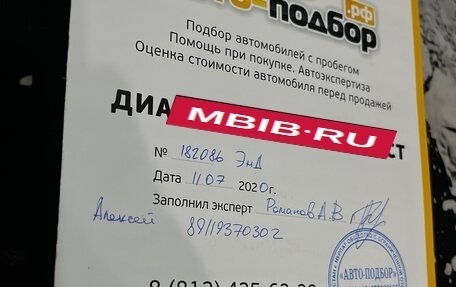 .рф
ПОДБОР
Подбор автомобилей с пробегом
Помощь при покупке. Автоэкспертиза
Оценка стоимости автомобиля перед продажей
ДИА
MBIB.RU
СТ
№ 182086 ЭнД
Дата 11.07 2020г.
Заполнил эксперт Романов А.В
Алексей 89119370302
«АВТО-ПОДБОР»